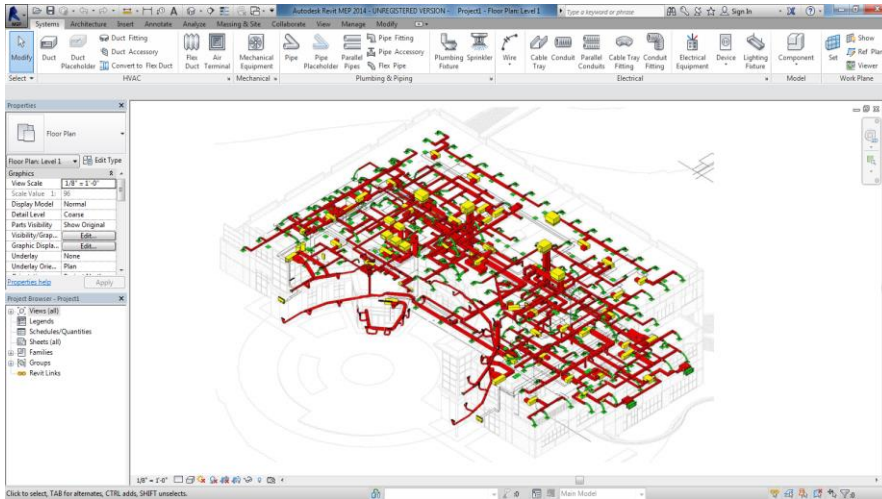 Autodesk Revit MEP 2014 - UNREGISTERED VERSION - Project1 - Floor Plan: Level 1
Type a keyword or phrase
Sign In
Systems Architecture Insert Annotate Analyze Massing & Site Collaborate View Manage Modify
Modify
Duct
Duct Placeholder
Duct Fitting
Duct Accessory
Convert to Flex Duct
Flex Duct
Air Terminal
Mechanical Equipment
Pipe
Pipe Placeholder
Parallel Pipes
Pipe Fitting
Pipe Accessory
Flex Pipe
Plumbing Fixture
Sprinkler
Wire
Cable Tray
Conduit
Parallel Conduits
Cable Tray Fitting
Conduit Fitting
Electrical Equipment
Device
Lighting Fixture
Component
Set
Show
Ref Plan
Viewer
Select HVAC Mechanical Plumbing & Piping Electrical Model Work Plane
Properties
Floor Plan
Floor Plan: Level 1 Edit Type
Graphics
View Scale 1/8" = 1'-0"
Scale Value 1: 96
Display Model Normal
Detail Level Coarse
Parts Visibility Show Original
Visibility/Grap... Edit...
Graphic Displa... Edit...
Underlay None
Underlay Orie... Plan
Properties help Apply
Project Browser - Project1
Views (all)
Legends
Schedules/Quantities
Sheets (all)
Families
Groups
Revit Links
1/8" = 1'-0"
Click to select, TAB for alternates, CTRL adds, SHIFT unselects.
:0
Main Model
:0